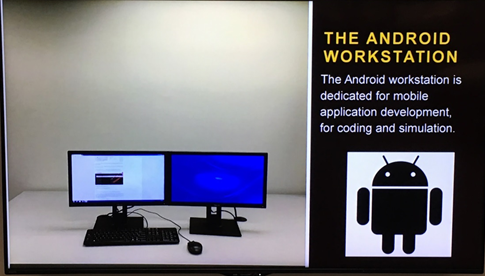 THE ANDROID
WORKSTATION
The Android workstation is
dedicated for mobile
application development,
for coding and simulation.